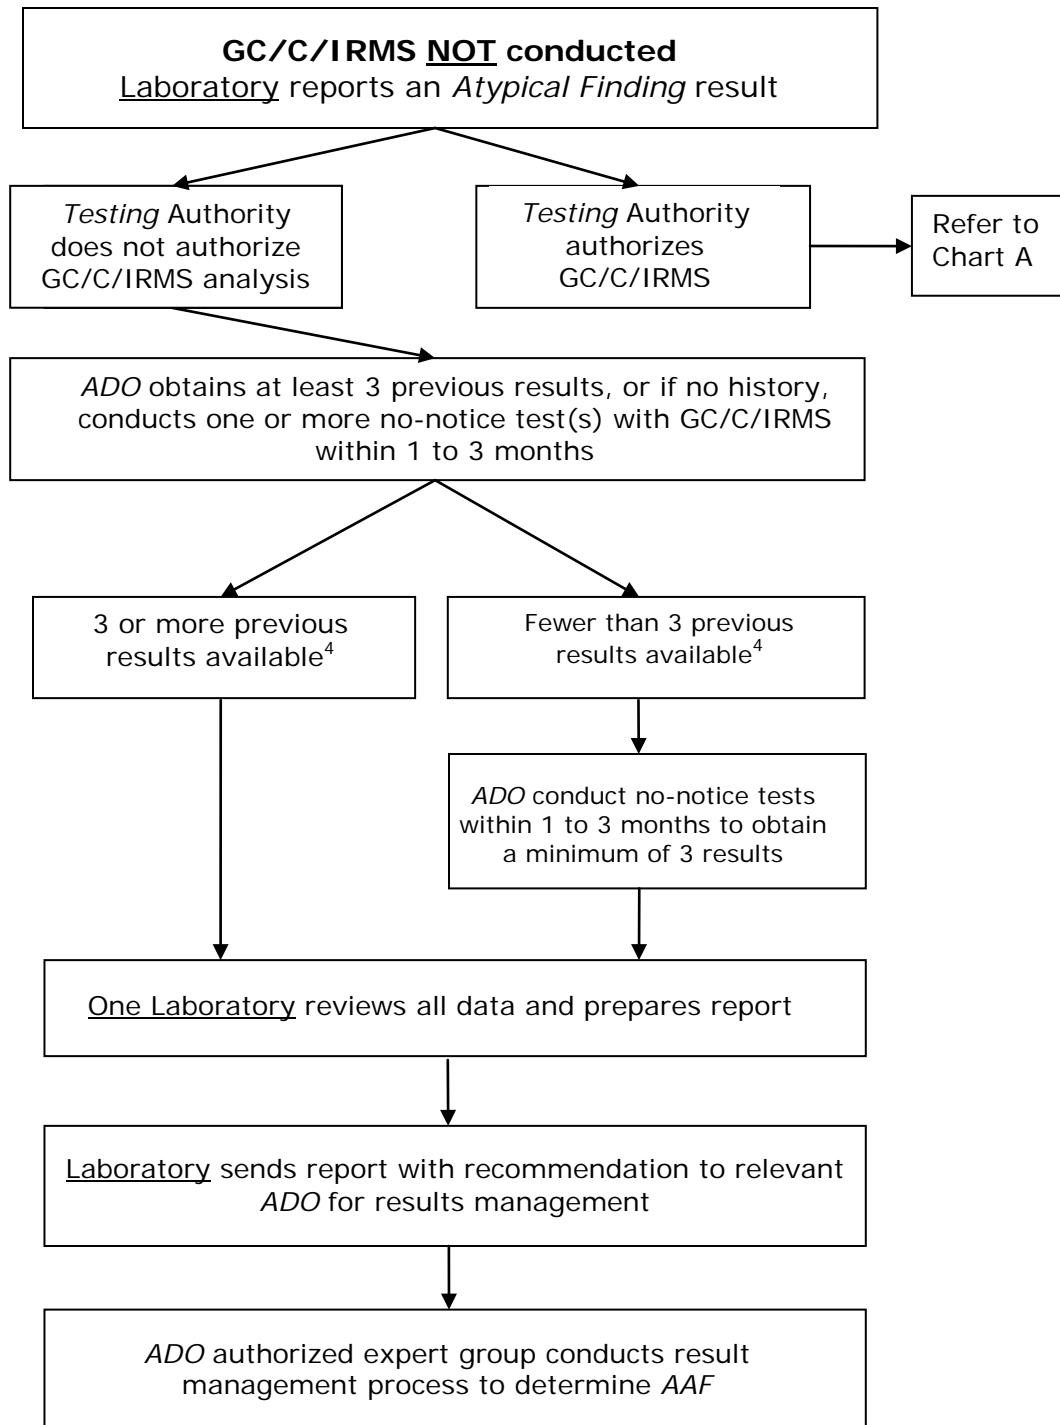 GC/C/IRMS NOT conducted
Laboratory reports an Atypical Finding result
Testing Authority
does not authorize
GC/C/IRMS analysis
Testing Authority
authorizes
GC/C/IRMS
Refer to
Chart A
ADO obtains at least 3 previous results, or if no history,
conducts one or more no-notice test(s) with GC/C/IRMS
within 1 to 3 months
3 or more previous
results available4
Fewer than 3 previous
results available4
ADO conduct no-notice tests
within 1 to 3 months to obtain
a minimum of 3 results
One Laboratory reviews all data and prepares report
Laboratory sends report with recommendation to relevant
ADO for results management
ADO authorized expert group conducts result
management process to determine AAF